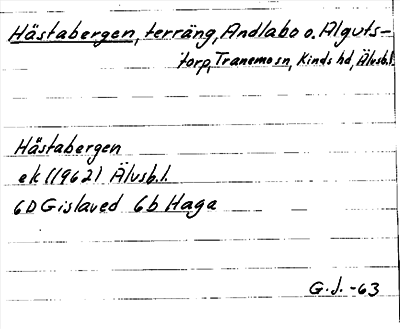 Hästabergen, terräng, Andlabo o. Alguts-
torp, Tranemo sn, Kinds hd, Älvsb.l.
Hästabergen
ek (1962) Älvsb.l.
6D Gislaved 6b Haga
G.J. -63